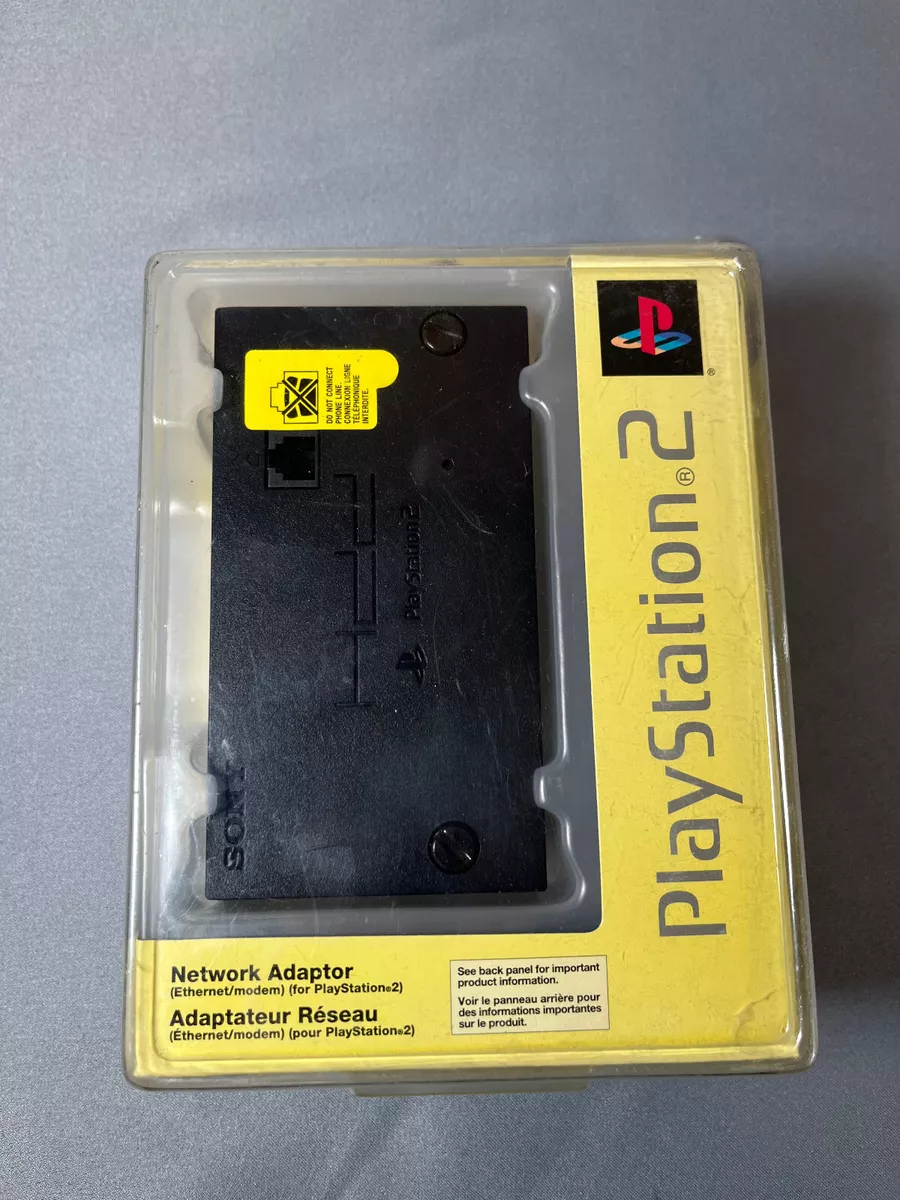 DO NOT CONNECT
PHONE LINE.
CONNEXION LIGNE
TÉLÉPHONIQUE
INTERDITE.
PlayStation 2
SONY
PlayStation®2
®
Network Adaptor
(Ethernet/modem) (for PlayStation®2)
Adaptateur Réseau
(Éthernet/modem) (pour PlayStation®2)
See back panel for important
product information.
Voir le panneau arrière pour
des informations importantes
sur le produit.